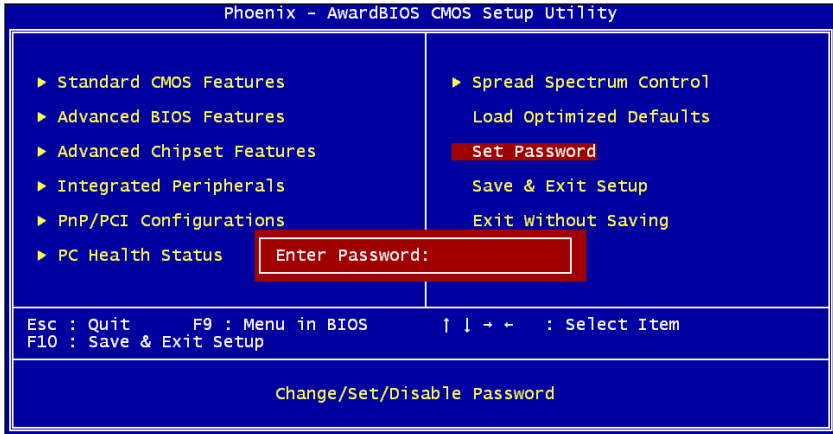 Phoenix - AwardBIOS CMOS Setup Utility
▶ Standard CMOS Features
▶ Advanced BIOS Features
▶ Advanced Chipset Features
▶ Integrated Peripherals
▶ PnP/PCI Configurations
▶ PC Health Status
▶ Spread Spectrum Control
Load Optimized Defaults
Set Password
Save & Exit Setup
Exit Without Saving
Enter Password:
Esc : Quit F9 : Menu in BIOS ↑ ↓ → ← : Select Item
F10 : Save & Exit Setup
Change/Set/Disable Password